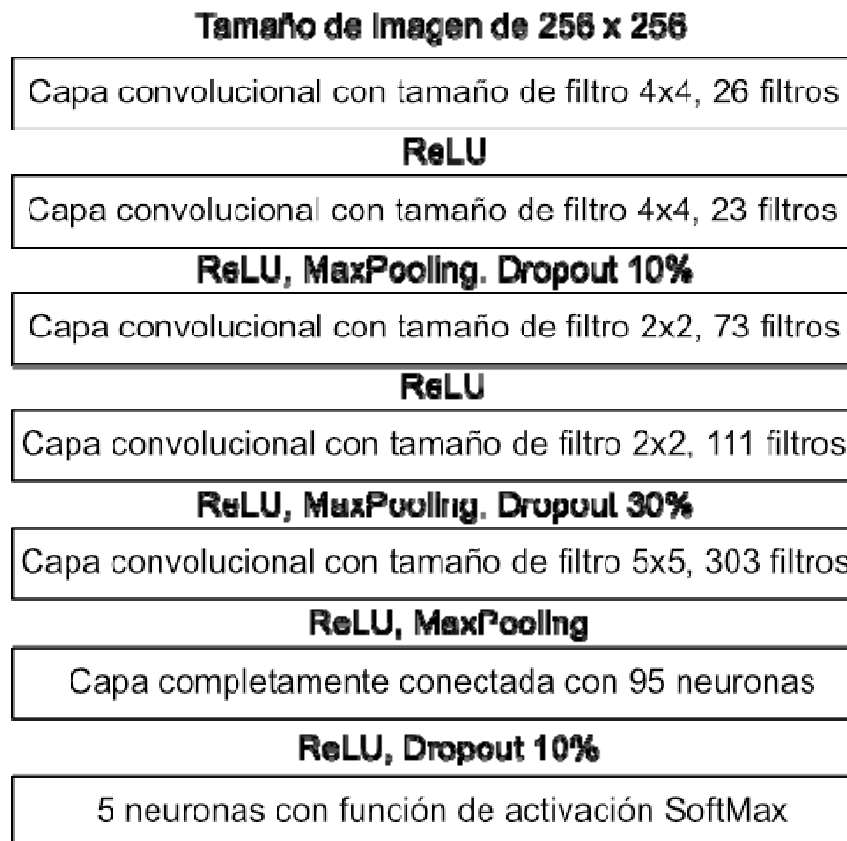 Tamaño de Imagen de 256 x 256
Capa convolucional con tamaño de filtro 4x4, 26 filtros
ReLU
Capa convolucional con tamaño de filtro 4x4, 23 filtros
ReLU, MaxPooling. Dropout 10%
Capa convolucional con tamaño de filtro 2x2, 73 filtros
ReLU
Capa convolucional con tamaño de filtro 2x2, 111 filtros
ReLU, MaxPooling. Dropout 30%
Capa convolucional con tamaño de filtro 5x5, 303 filtros
ReLU, MaxPooling
Capa completamente conectada con 95 neuronas
ReLU, Dropout 10%
5 neuronas con función de activación SoftMax